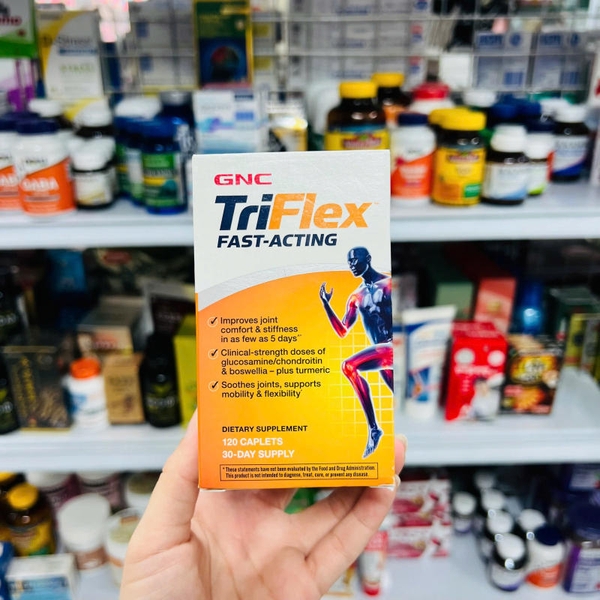 GNC
TriFlex™
FAST-ACTING
✓ Improves joint
comfort & stiffness
in as few as 5 days
✓ Clinical-strength doses of
glucosamine/chondroitin
& boswellia – plus turmeric
✓ Soothes joints, supports
mobility & flexibility
DIETARY SUPPLEMENT
120 CAPLETS
30-DAY SUPPLY
* These statements have not been evaluated by the Food and Drug Administration.
This product is not intended to diagnose, treat, cure, or prevent any disease.